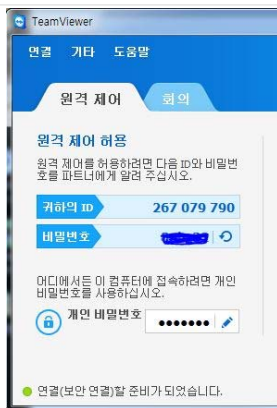 TeamViewer
연결 기타 도움말
원격 제어 회의
원격 제어 허용
원격 제어를 허용하려면 다음 ID와 비밀번
호를 파트너에게 알려 주십시오.
귀하의 ID 267 079 790
비밀번호
어디에서든 이 컴퓨터에 접속하려면 개인
비밀번호를 사용하십시오.
개인 비밀번호 •••••••
연결(보안 연결)할 준비가 되었습니다.